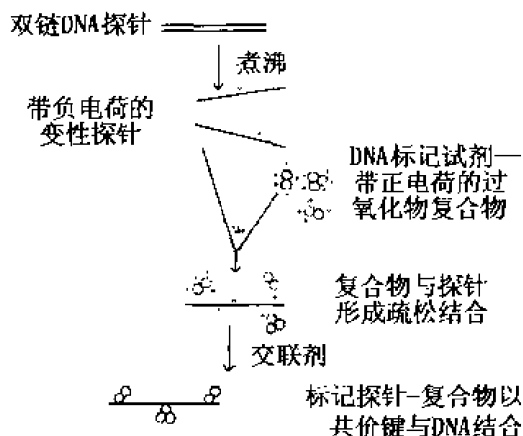 双链DNA探针
煮沸
带负电荷的
变性探针
DNA标记试剂—
带正电荷的过
氧化物复合物
复合物与探针
形成疏松结合
交联剂
标记探针-复合物以
共价键与DNA结合